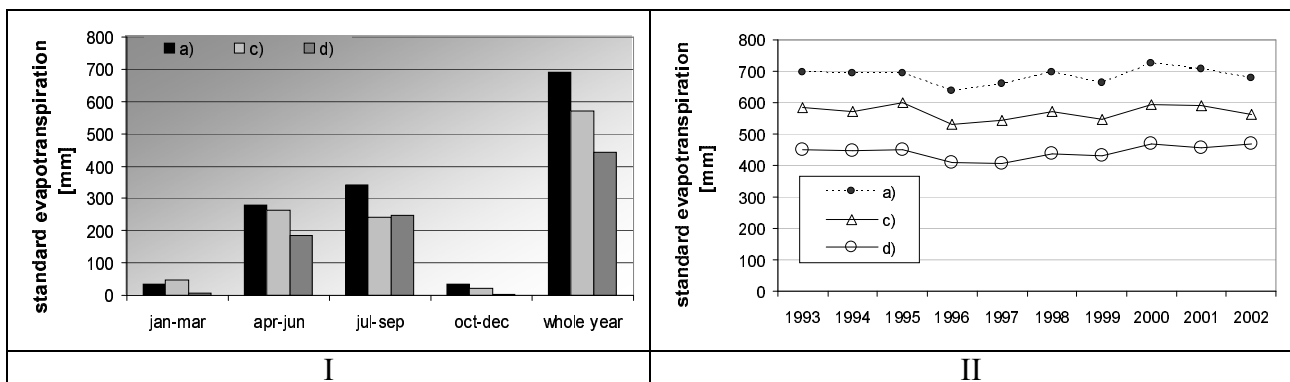 standard evapotranspiration
[mm]
800
700
600
500
400
300
200
100
0
a) c) d)
jan-mar apr-jun jul-sep oct-dec whole year
I
standard evapotranspiration
[mm]
800
700
600
500
400
300
200
100
0
a)
c)
d)
1993 1994 1995 1996 1997 1998 1999 2000 2001 2002
II